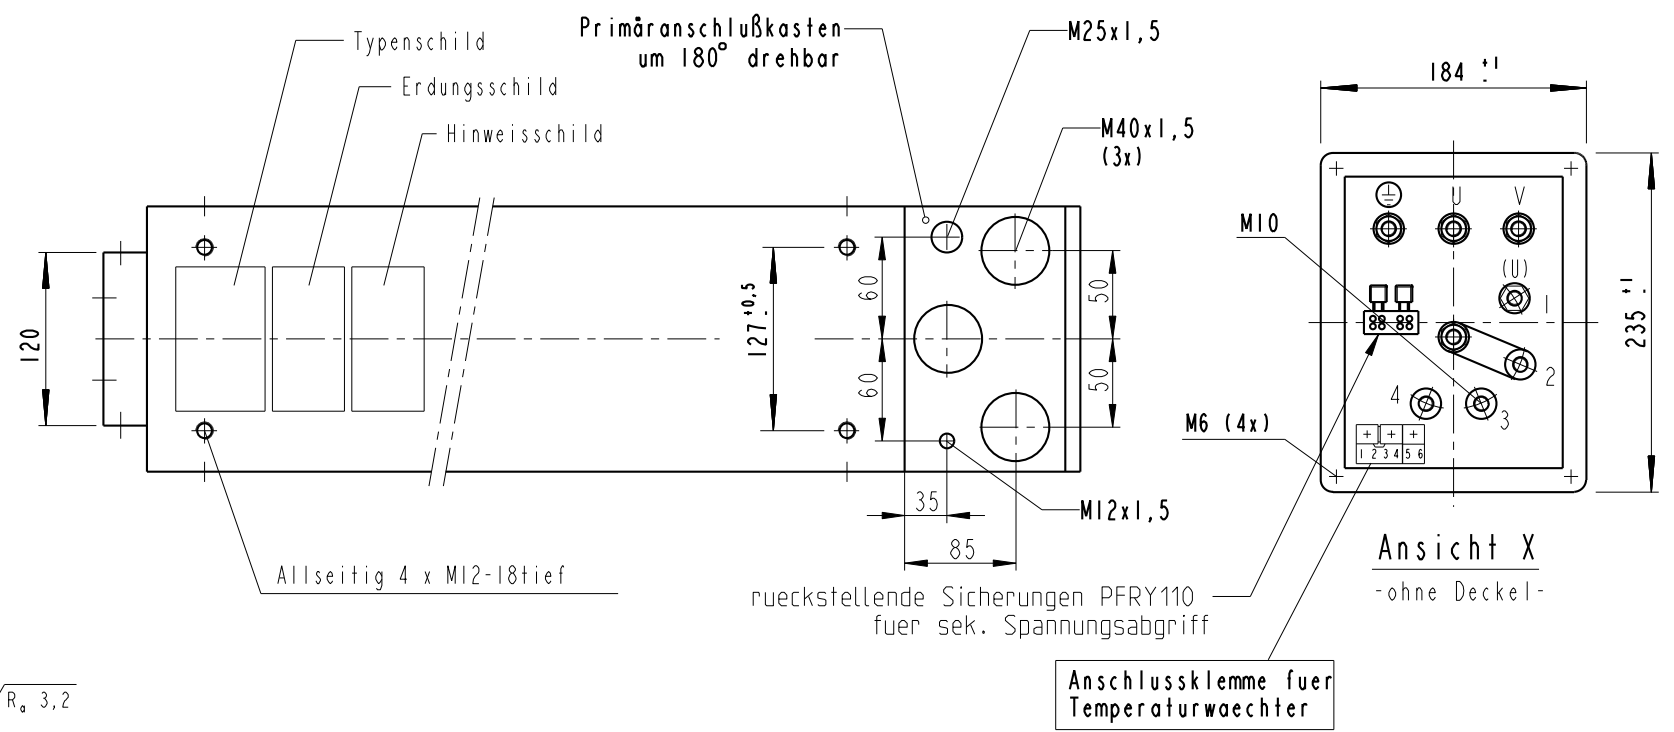 Typenschild
Erdungsschild
Hinweisschild
Primäranschlußkasten
um 180° drehbar
M25x1,5
M40x1,5
(3x)
120
127 +0,5
-
60
60
50
50
35
85
M12x1,5
Allseitig 4 x M12-18tief
rueckstellende Sicherungen PFRY110
fuer sek. Spannungsabgriff
Anschlussklemme fuer
Temperaturwaechter
Ra 3,2
184 +1
-
235 +1
-
M10
M6 (4x)
U
V
(U)
1
2
3
4
1 2 3 4 5 6
Ansicht X
-ohne Deckel-